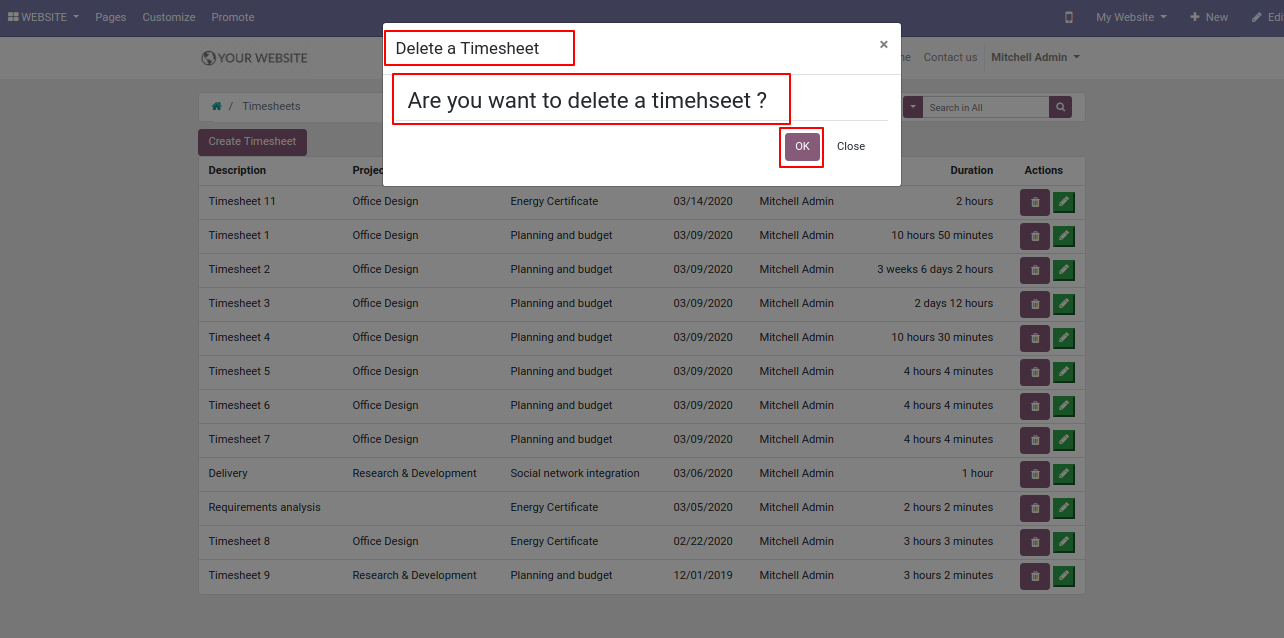 WEBSITE Pages Customize Promote My Website New Edi
YOUR WEBSITE Contact us Mitchell Admin
Delete a Timesheet ×
Are you want to delete a timehseet ?
OK Close
/ Timesheets Search in All
Create Timesheet
Description Projec Duration Actions
Timesheet 11 Office Design Energy Certificate 03/14/2020 Mitchell Admin 2 hours
Timesheet 1 Office Design Planning and budget 03/09/2020 Mitchell Admin 10 hours 50 minutes
Timesheet 2 Office Design Planning and budget 03/09/2020 Mitchell Admin 3 weeks 6 days 2 hours
Timesheet 3 Office Design Planning and budget 03/09/2020 Mitchell Admin 2 days 12 hours
Timesheet 4 Office Design Planning and budget 03/09/2020 Mitchell Admin 10 hours 30 minutes
Timesheet 5 Office Design Planning and budget 03/09/2020 Mitchell Admin 4 hours 4 minutes
Timesheet 6 Office Design Planning and budget 03/09/2020 Mitchell Admin 4 hours 4 minutes
Timesheet 7 Office Design Planning and budget 03/09/2020 Mitchell Admin 4 hours 4 minutes
Delivery Research & Development Social network integration 03/06/2020 Mitchell Admin 1 hour
Requirements analysis Energy Certificate 03/05/2020 Mitchell Admin 2 hours 2 minutes
Timesheet 8 Office Design Energy Certificate 02/22/2020 Mitchell Admin 3 hours 3 minutes
Timesheet 9 Research & Development Planning and budget 12/01/2019 Mitchell Admin 3 hours 2 minutes